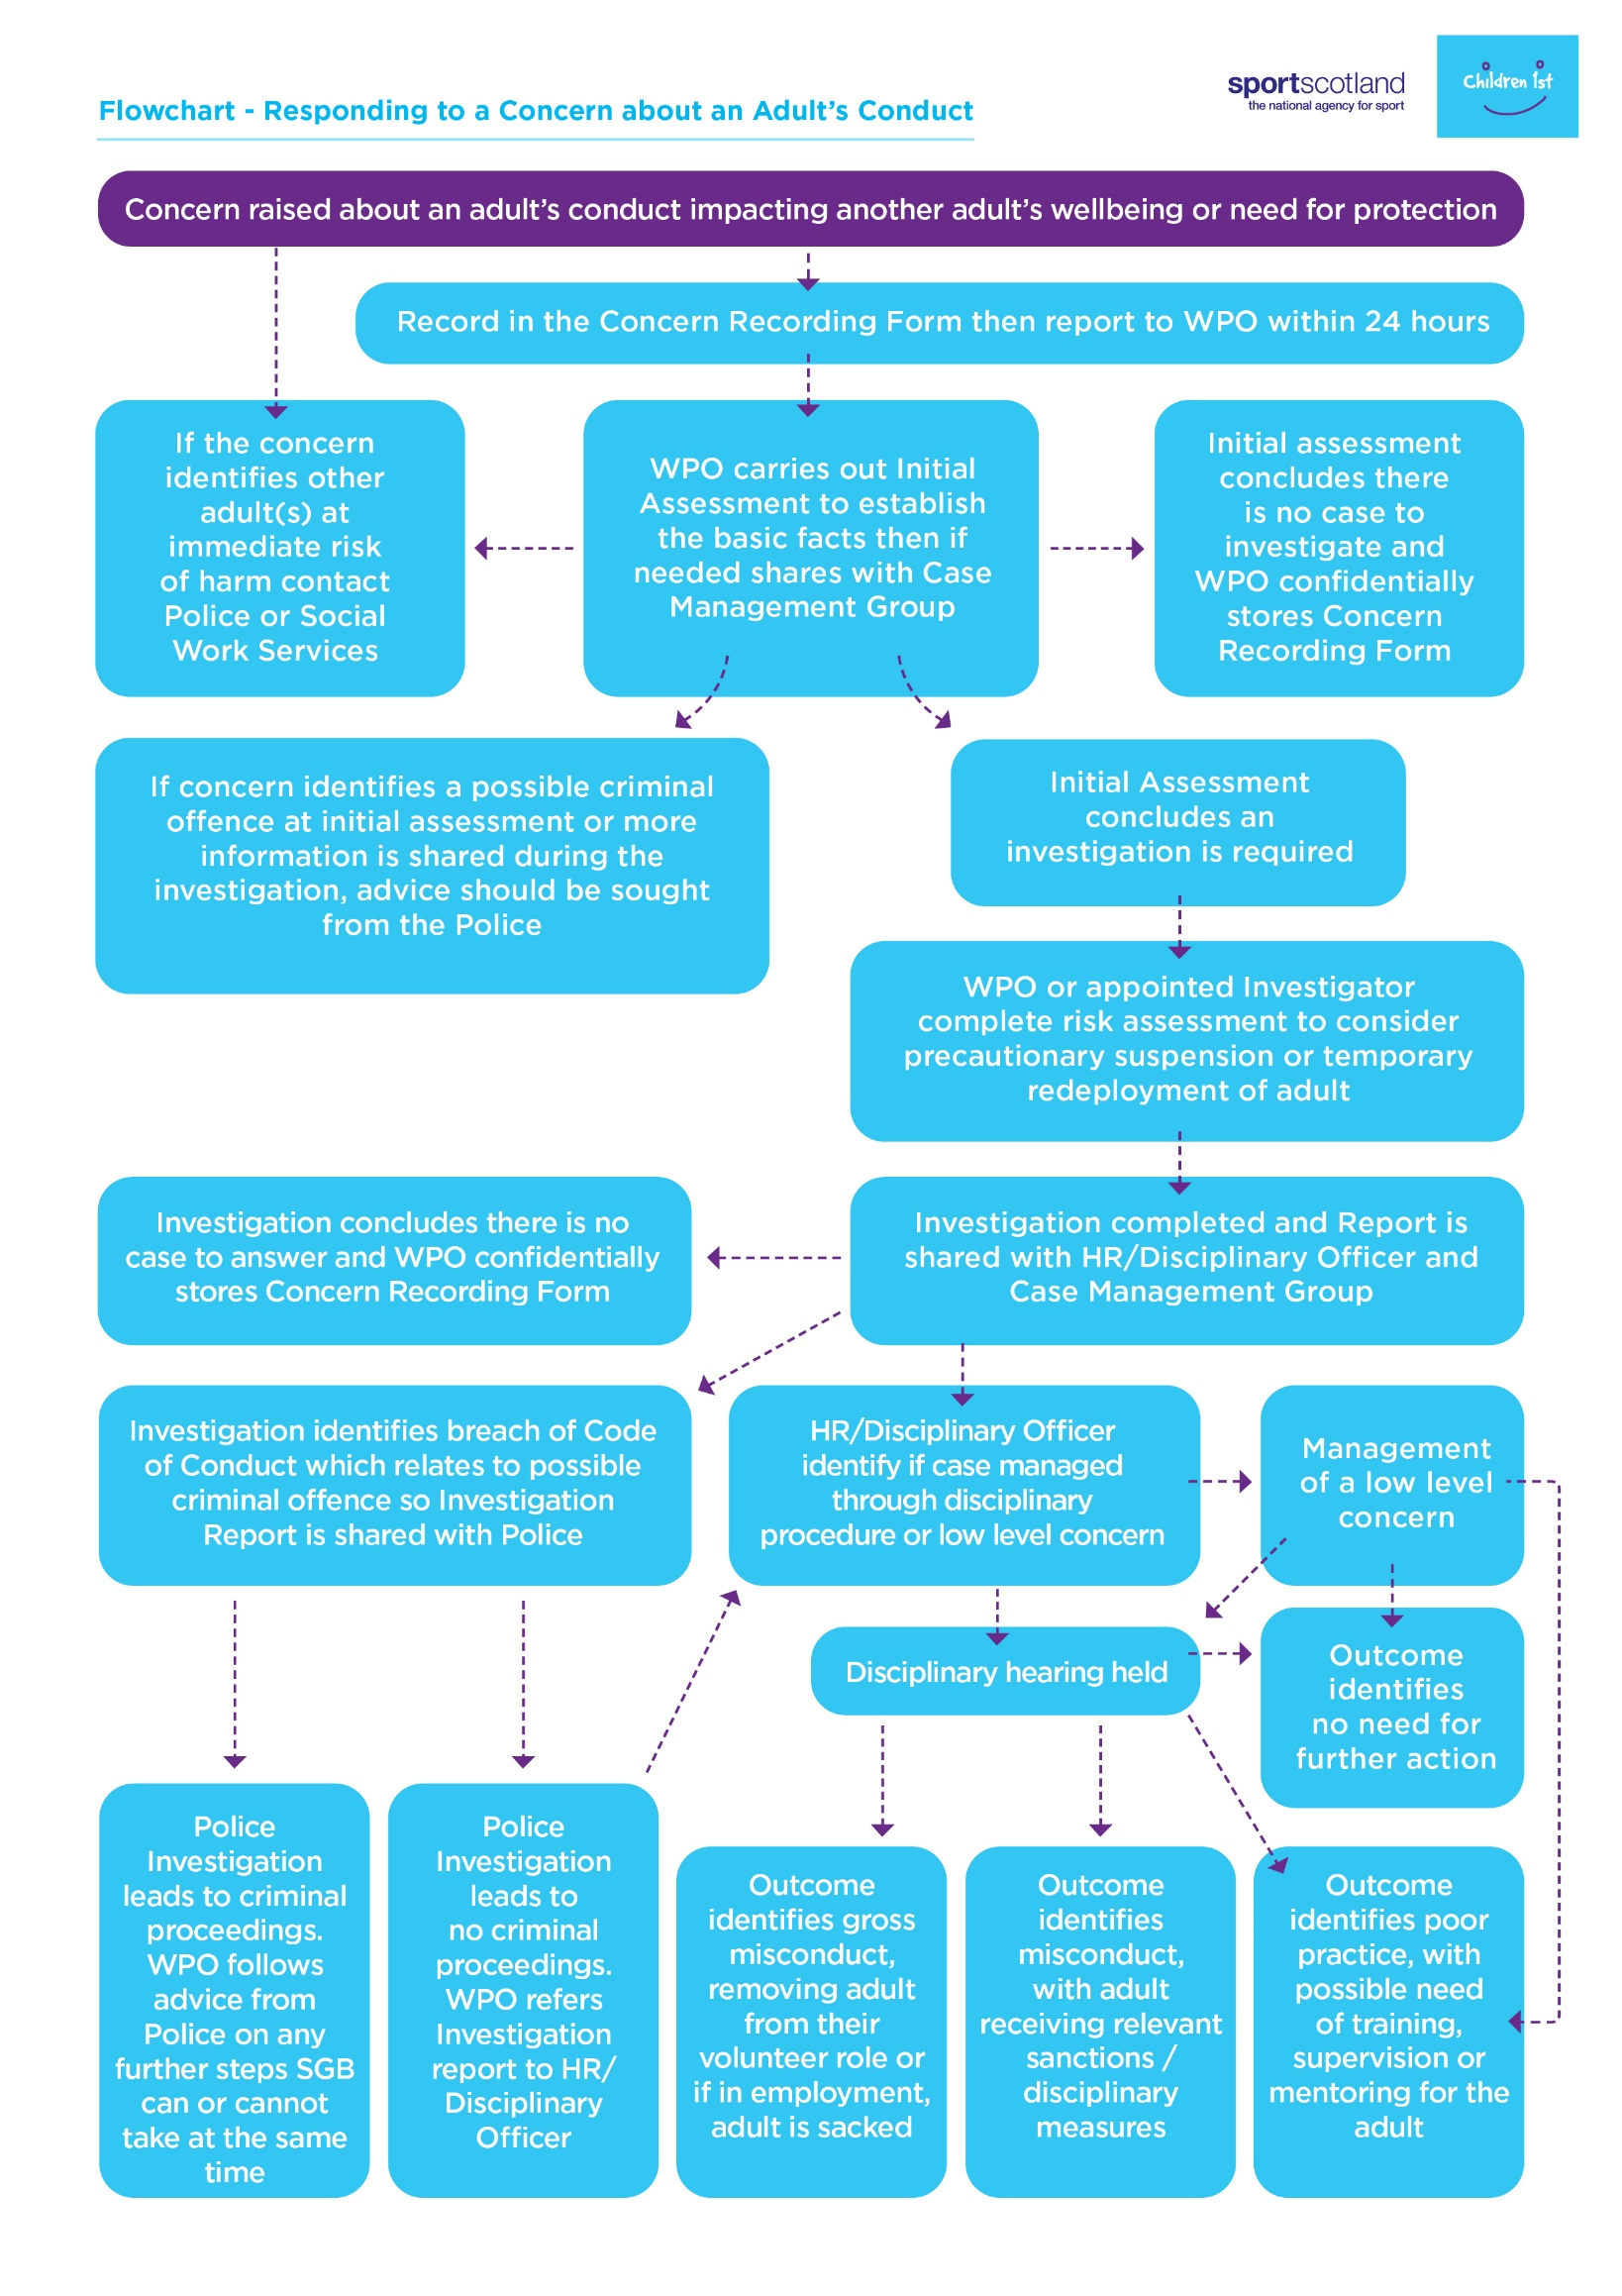 sportscotland
the national agency for sport
Children 1st
Flowchart - Responding to a Concern about an Adult’s Conduct
Concern raised about an adult’s conduct impacting another adult’s wellbeing or need for protection
Record in the Concern Recording Form then report to WPO within 24 hours
If the concern
identifies other
adult(s) at
immediate risk
of harm contact
Police or Social
Work Services
WPO carries out Initial
Assessment to establish
the basic facts then if
needed shares with Case
Management Group
Initial assessment
concludes there
is no case to
investigate and
WPO confidentially
stores Concern
Recording Form
If concern identifies a possible criminal
offence at initial assessment or more
information is shared during the
investigation, advice should be sought
from the Police
Initial Assessment
concludes an
investigation is required
WPO or appointed Investigator
complete risk assessment to consider
precautionary suspension or temporary
redeployment of adult
Investigation concludes there is no
case to answer and WPO confidentially
stores Concern Recording Form
Investigation completed and Report is
shared with HR/Disciplinary Officer and
Case Management Group
Investigation identifies breach of Code
of Conduct which relates to possible
criminal offence so Investigation
Report is shared with Police
HR/Disciplinary Officer
identify if case managed
through disciplinary
procedure or low level concern
Management
of a low level
concern
Disciplinary hearing held
Outcome
identifies
no need for
further action
Police
Investigation
leads to criminal
proceedings.
WPO follows
advice from
Police on any
further steps SGB
can or cannot
take at the same
time
Police
Investigation
leads to
no criminal
proceedings.
WPO refers
Investigation
report to HR/
Disciplinary
Officer
Outcome
identifies gross
misconduct,
removing adult
from their
volunteer role or
if in employment,
adult is sacked
Outcome
identifies
misconduct,
with adult
receiving relevant
sanctions /
disciplinary
measures
Outcome
identifies poor
practice, with
possible need
of training,
supervision or
mentoring for the
adult